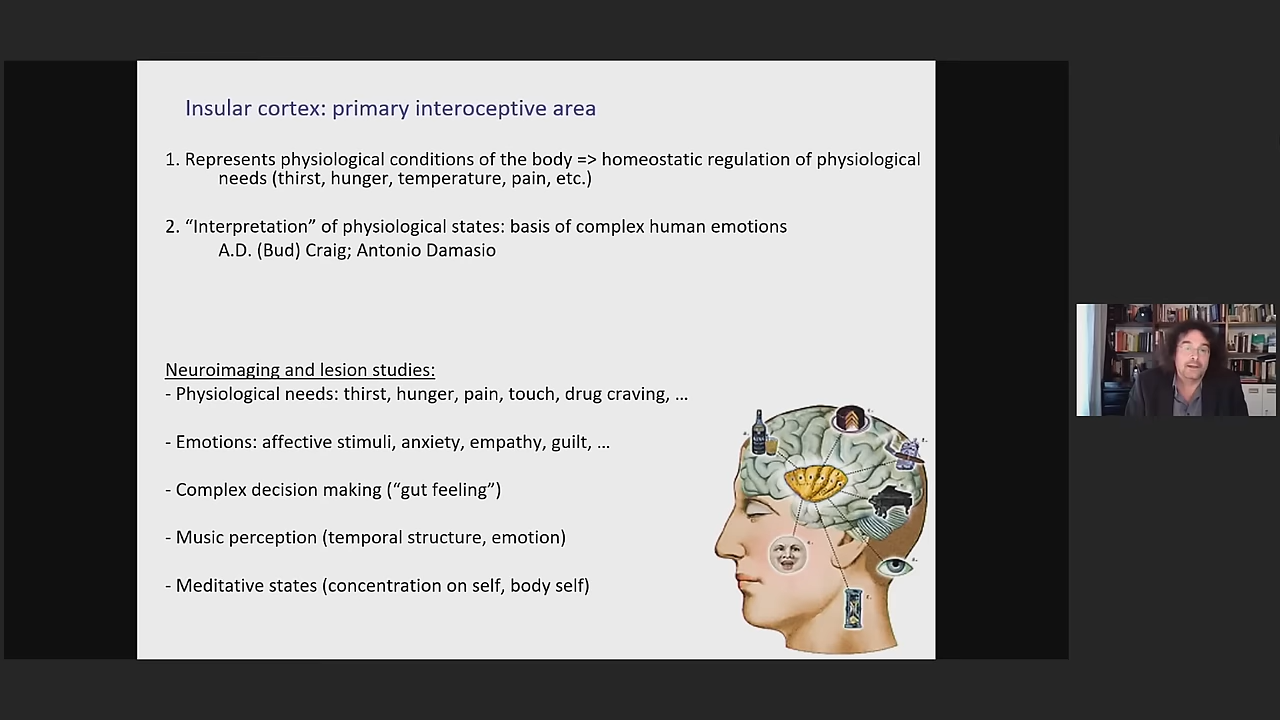 Insular cortex: primary interoceptive area
1. Represents physiological conditions of the body => homeostatic regulation of physiological
needs (thirst, hunger, temperature, pain, etc.)
2. “Interpretation” of physiological states: basis of complex human emotions
A.D. (Bud) Craig; Antonio Damasio
Neuroimaging and lesion studies:
- Physiological needs: thirst, hunger, pain, touch, drug craving, ...
- Emotions: affective stimuli, anxiety, empathy, guilt, ...
- Complex decision making (“gut feeling”)
- Music perception (temporal structure, emotion)
- Meditative states (concentration on self, body self)